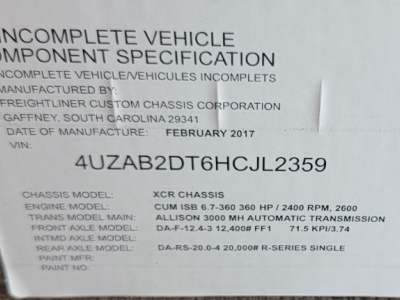 INCOMPLETE VEHICLE
COMPONENT SPECIFICATION
INCOMPLETE VEHICLE/VEHICULES INCOMPLETS
MANUFACTURED BY:
FREIGHTLINER CUSTOM CHASSIS CORPORATION
GAFFNEY, SOUTH CAROLINA 29341
DATE OF MANUFACTURE: FEBRUARY 2017
VIN:
4UZAB2DT6HCJL2359
CHASSIS MODEL: XCR CHASSIS
ENGINE MODEL: CUM ISB 6.7-360 360 HP / 2400 RPM, 2600
TRANS MODEL MAIN: ALLISON 3000 MH AUTOMATIC TRANSMISSION
FRONT AXLE MODEL: DA-F-12.4-3 12,400# FF1 71.5 KPI/3.74
INTMD AXLE MODEL:
REAR AXLE MODEL: DA-RS-20.0-4 20,000# R-SERIES SINGLE
PAINT MFR:
PAINT NO: